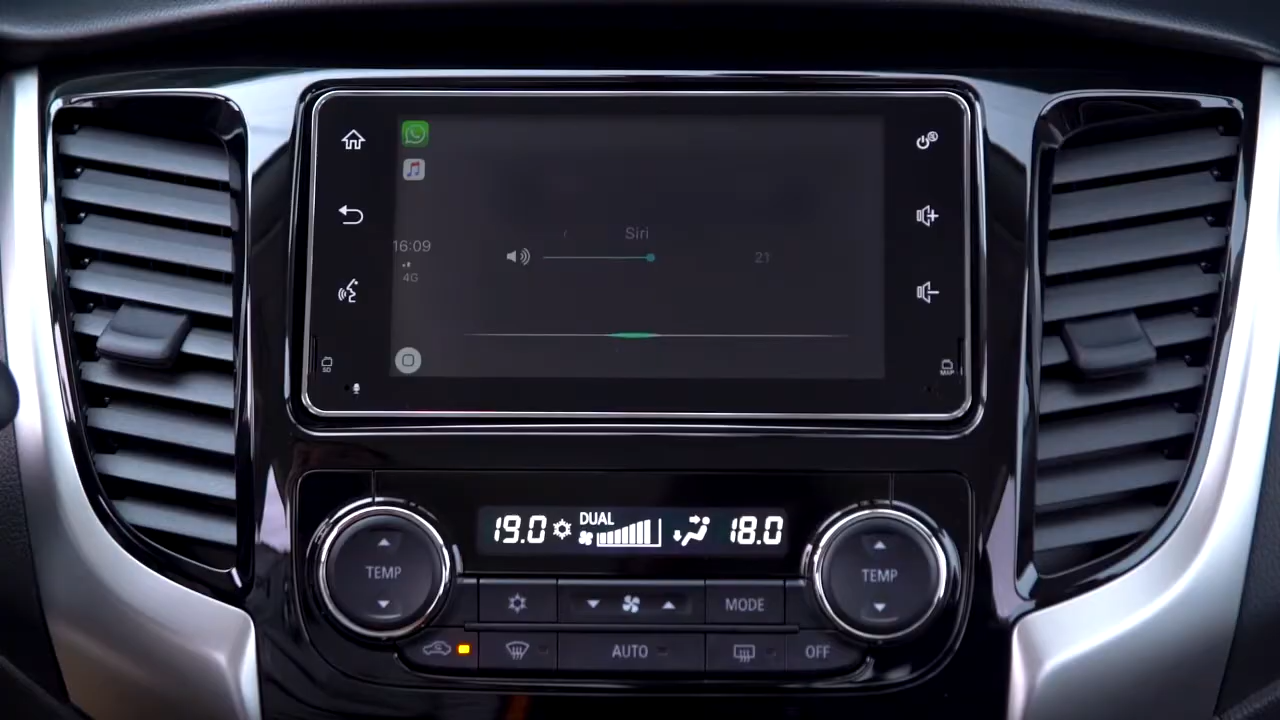 16:09
4G
Siri
21
SD
MAP
19.0
DUAL
18.0
TEMP
TEMP
MODE
AUTO
OFF